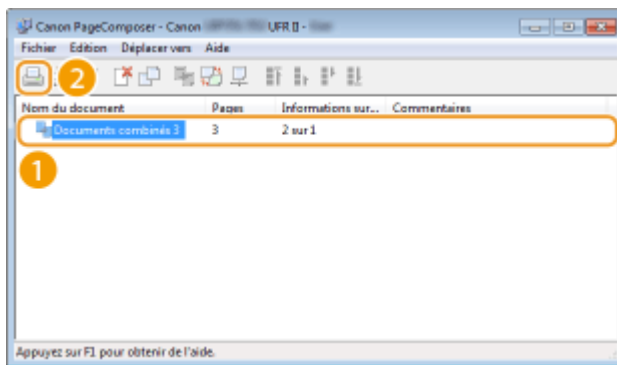 Canon PageComposer - Canon UFR II -
Fichier Edition Déplacer vers Aide
2
Nom du document Pages Informations sur... Commentaires
Documents combinés 3 3 2 sur 1
1
Appuyez sur F1 pour obtenir de l'aide.